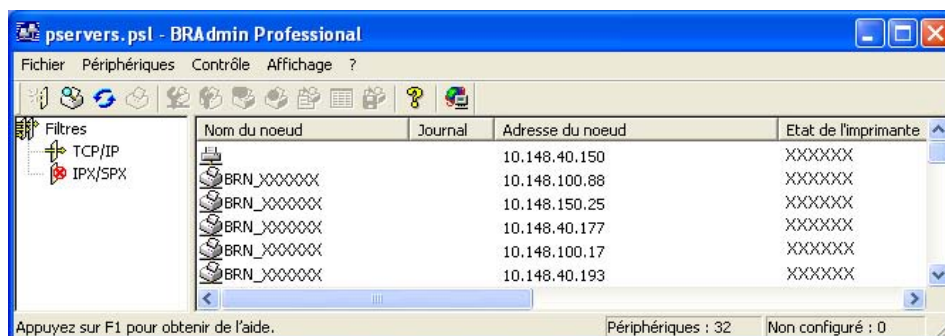 pservers.psl - BRAdmin Professional
Fichier Périphériques Contrôle Affichage ?
Filtres
TCP/IP
IPX/SPX
Nom du noeud Journal Adresse du noeud Etat de l'imprimante
10.148.40.150 XXXXXX
BRN_XXXXXX 10.148.100.88 XXXXXX
BRN_XXXXXX 10.148.150.25 XXXXXX
BRN_XXXXXX 10.148.40.177 XXXXXX
BRN_XXXXXX 10.148.100.17 XXXXXX
BRN_XXXXXX 10.148.40.193 XXXXXX
Appuyez sur F1 pour obtenir de l'aide. Périphériques : 32 Non configuré : 0